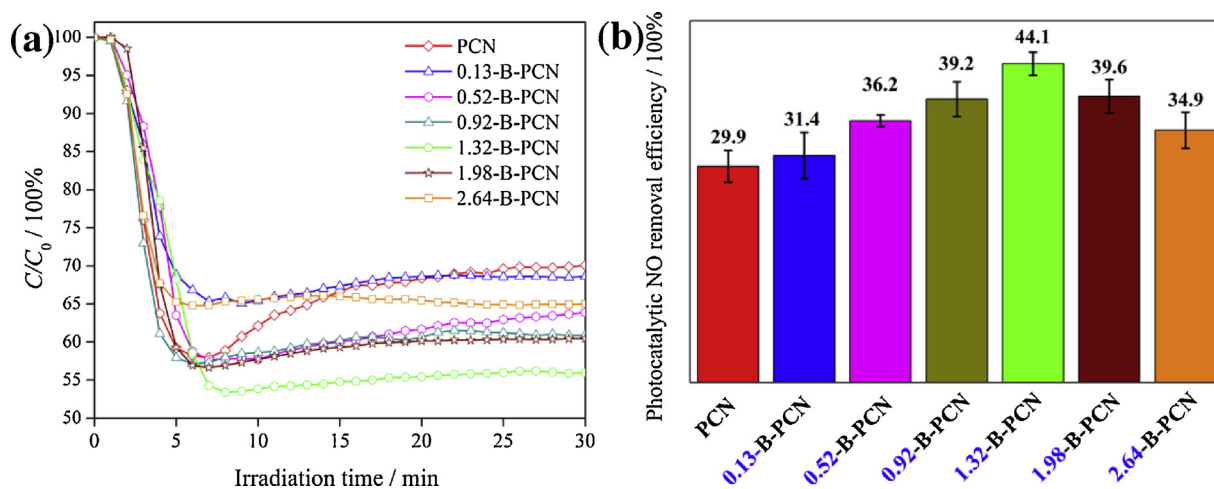 (a)
C/C0 / 100%
100
95
90
85
80
75
70
65
60
55
50
0
5
10
15
20
25
30
Irradiation time / min
PCN
0.13-B-PCN
0.52-B-PCN
0.92-B-PCN
1.32-B-PCN
1.98-B-PCN
2.64-B-PCN
(b)
Photocatalytic NO removal efficiency / 100%
29.9
31.4
36.2
39.2
44.1
39.6
34.9
PCN
0.13-B-PCN
0.52-B-PCN
0.92-B-PCN
1.32-B-PCN
1.98-B-PCN
2.64-B-PCN